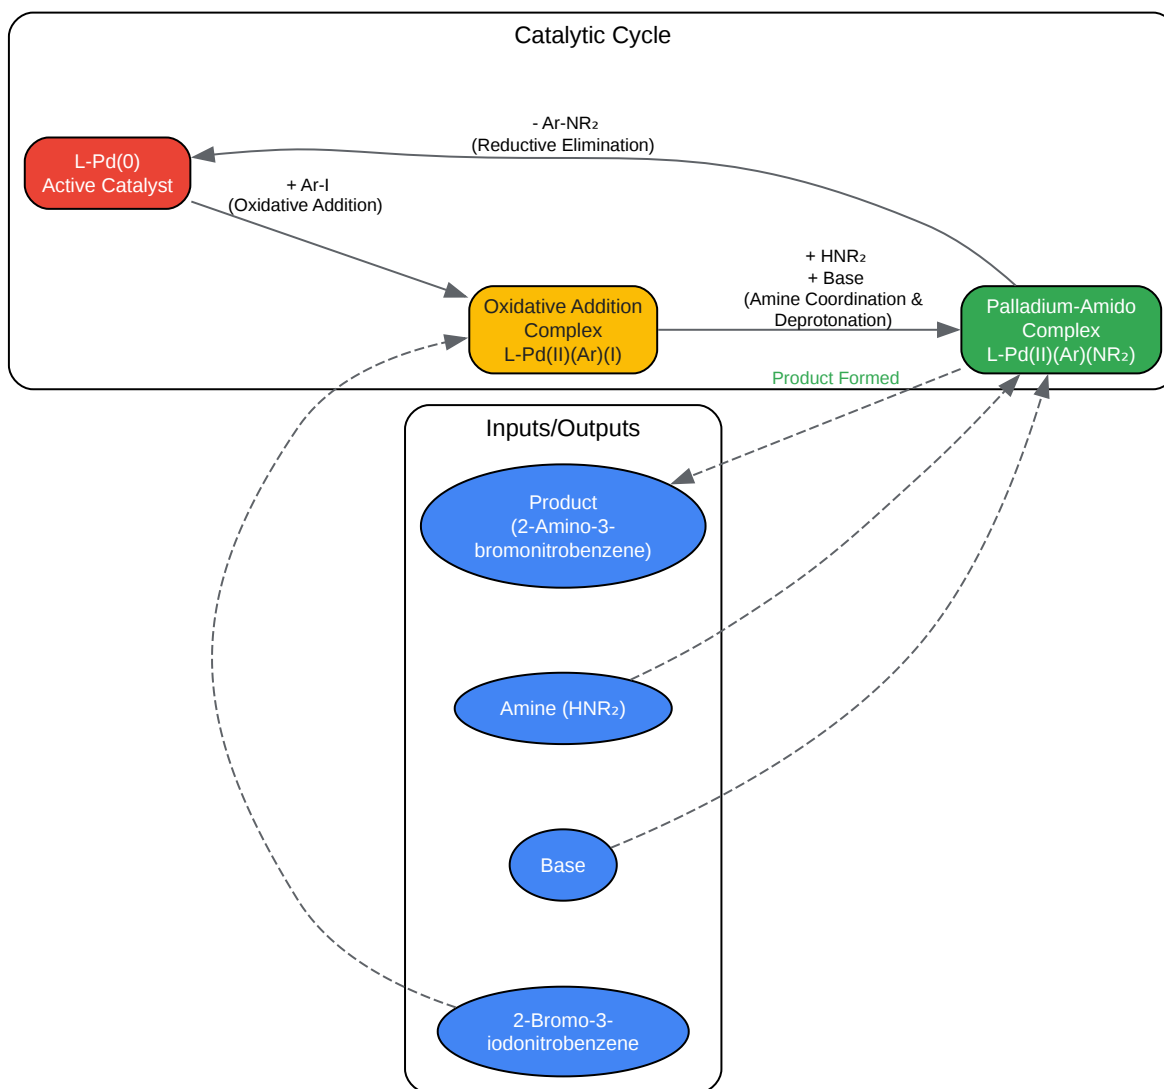 Catalytic Cycle
- Ar-NR₂
(Reductive Elimination)
L-Pd(0)
Active Catalyst
+ Ar-I
(Oxidative Addition)
+ HNR₂
+ Base
(Amine Coordination &
Deprotonation)
Oxidative Addition
Complex
L-Pd(II)(Ar)(I)
Palladium-Amido
Complex
L-Pd(II)(Ar)(NR₂)
Product Formed
Inputs/Outputs
Product
(2-Amino-3-
bromonitrobenzene)
Amine (HNR₂)
Base
2-Bromo-3-
iodonitrobenzene